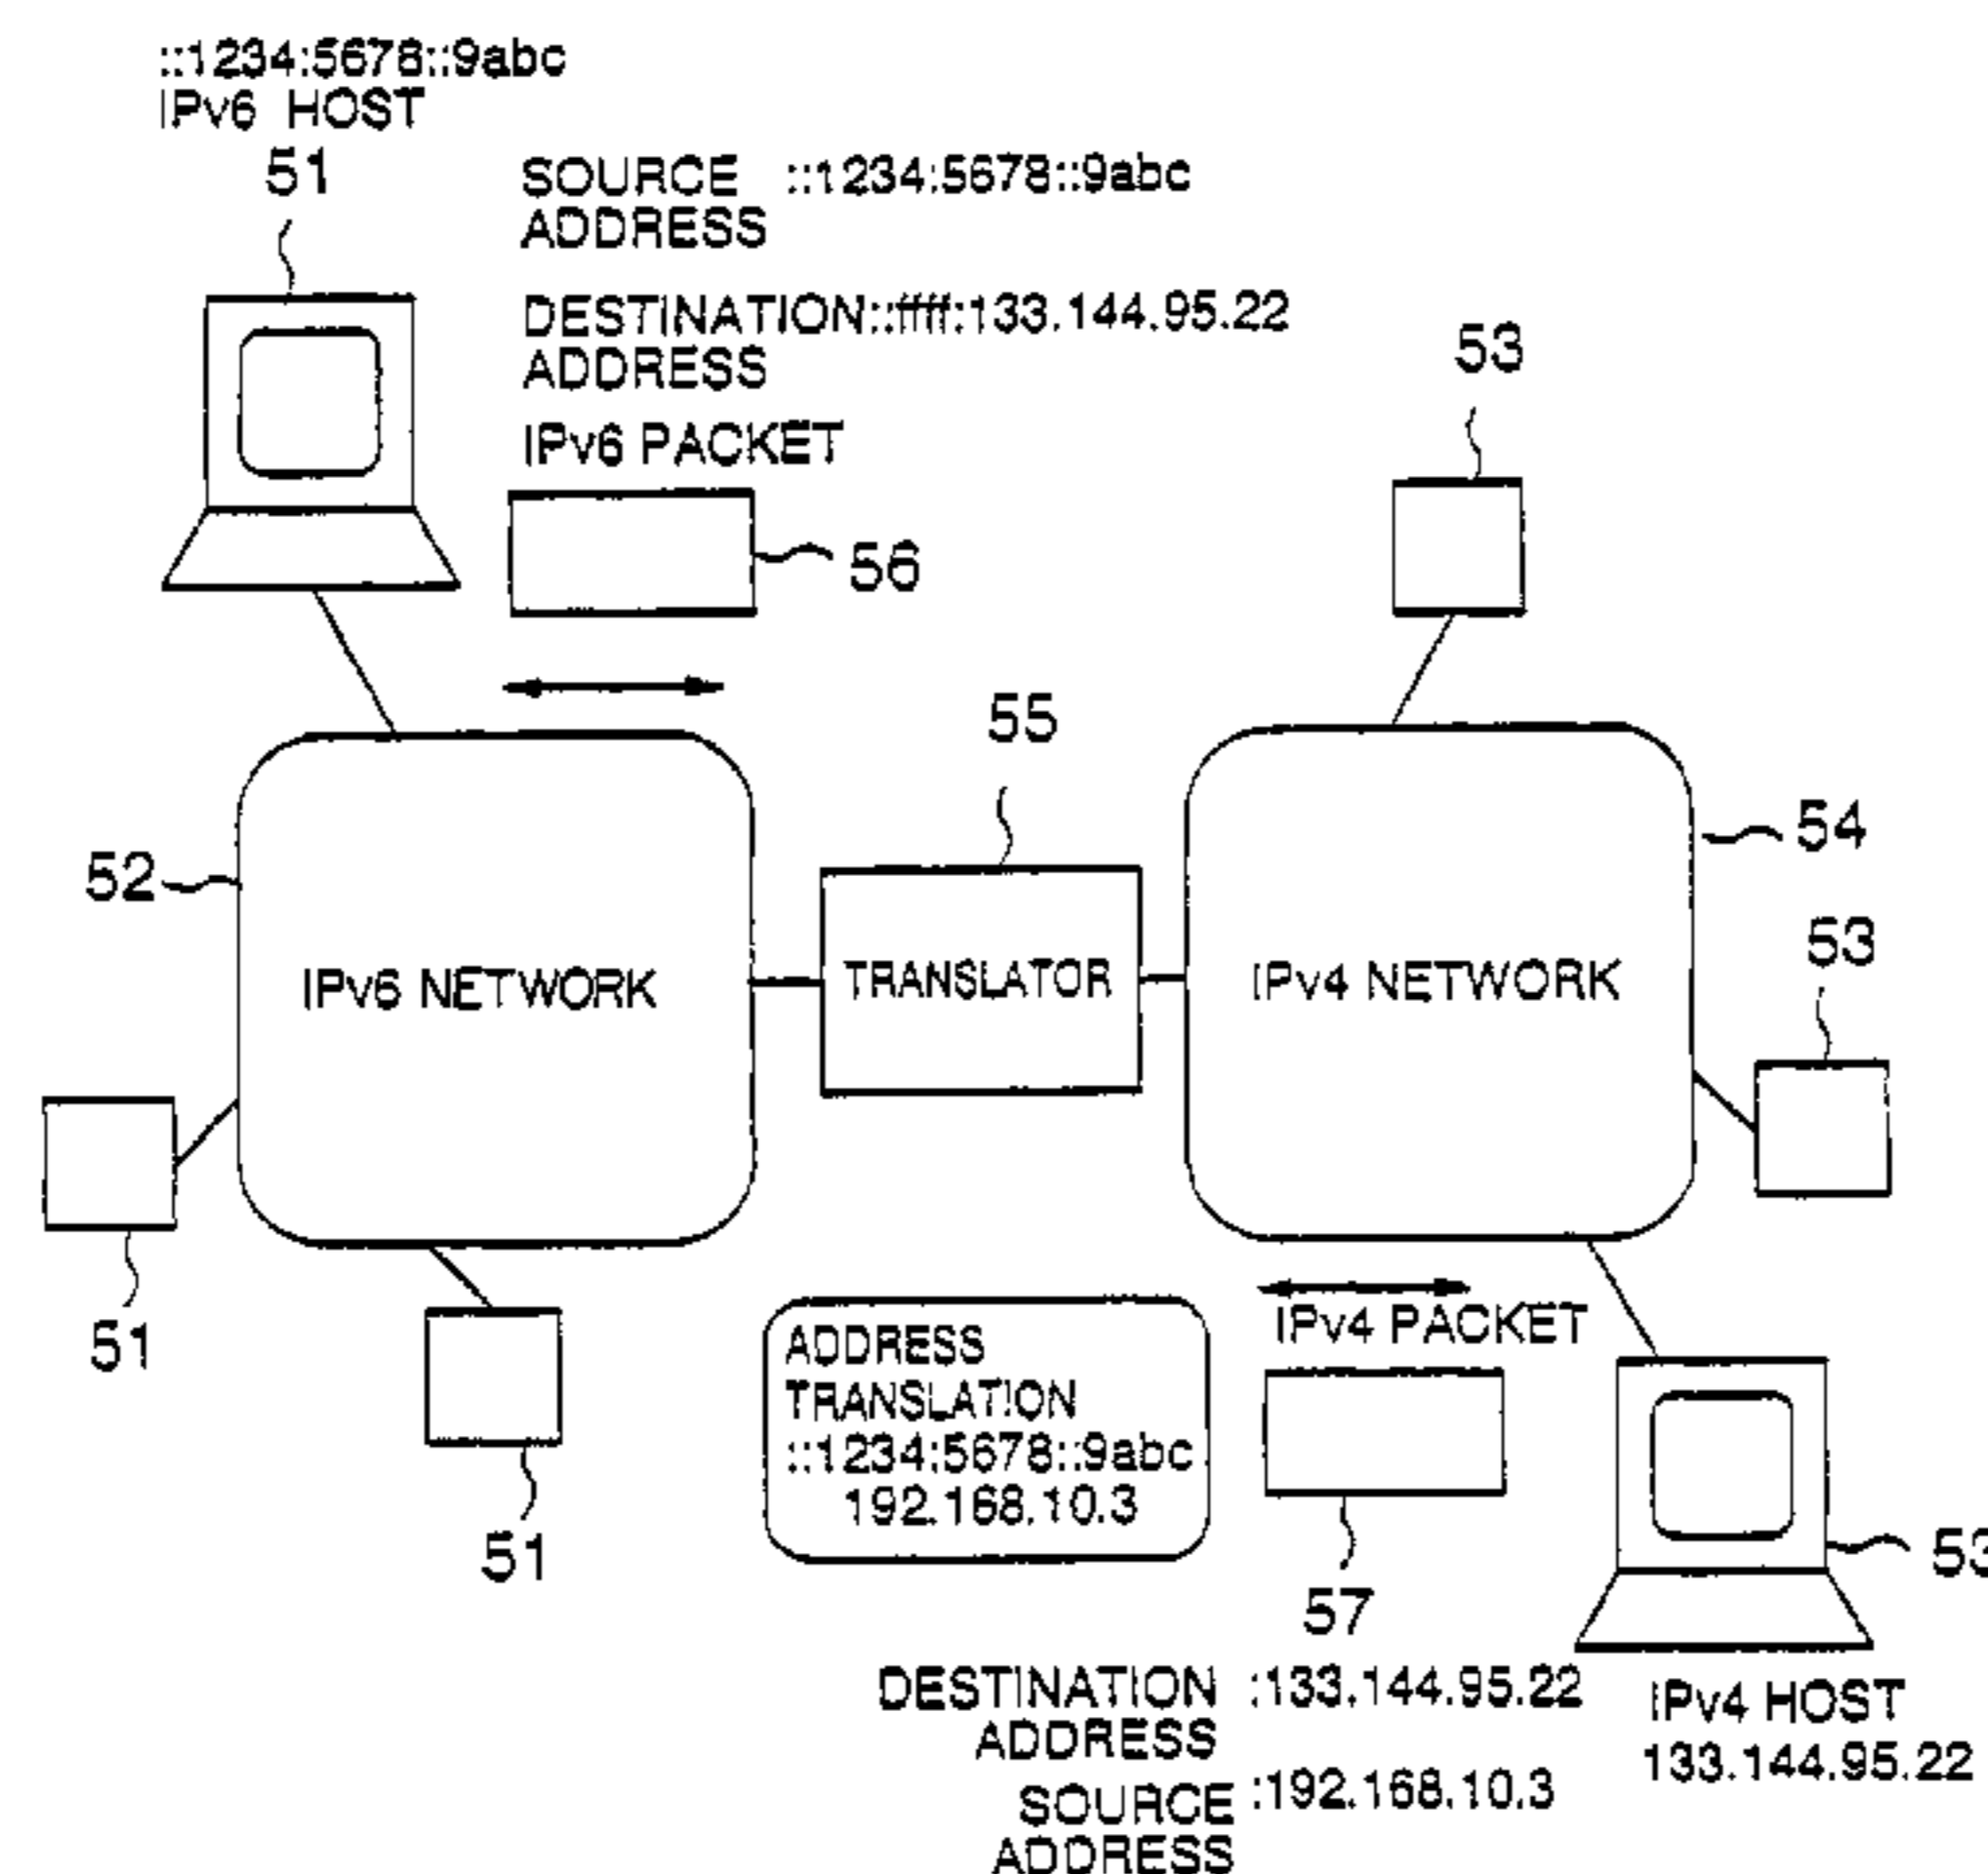 ::1234:5678::9abc
IPv6 HOST
51
SOURCE ::1234:5678::9abc
ADDRESS
DESTINATION::ffff:133.144.95.22
ADDRESS
IPv6 PACKET
56
53
55
52
54
53
IPv6 NETWORK
TRANSLATOR
IPv4 NETWORK
51
51
ADDRESS
TRANSLATION
::1234:5678::9abc
192.168.10.3
IPv4 PACKET
57
53
DESTINATION :133.144.95.22
ADDRESS
SOURCE :192.168.10.3
ADDRESS
IPv4 HOST
133.144.95.22